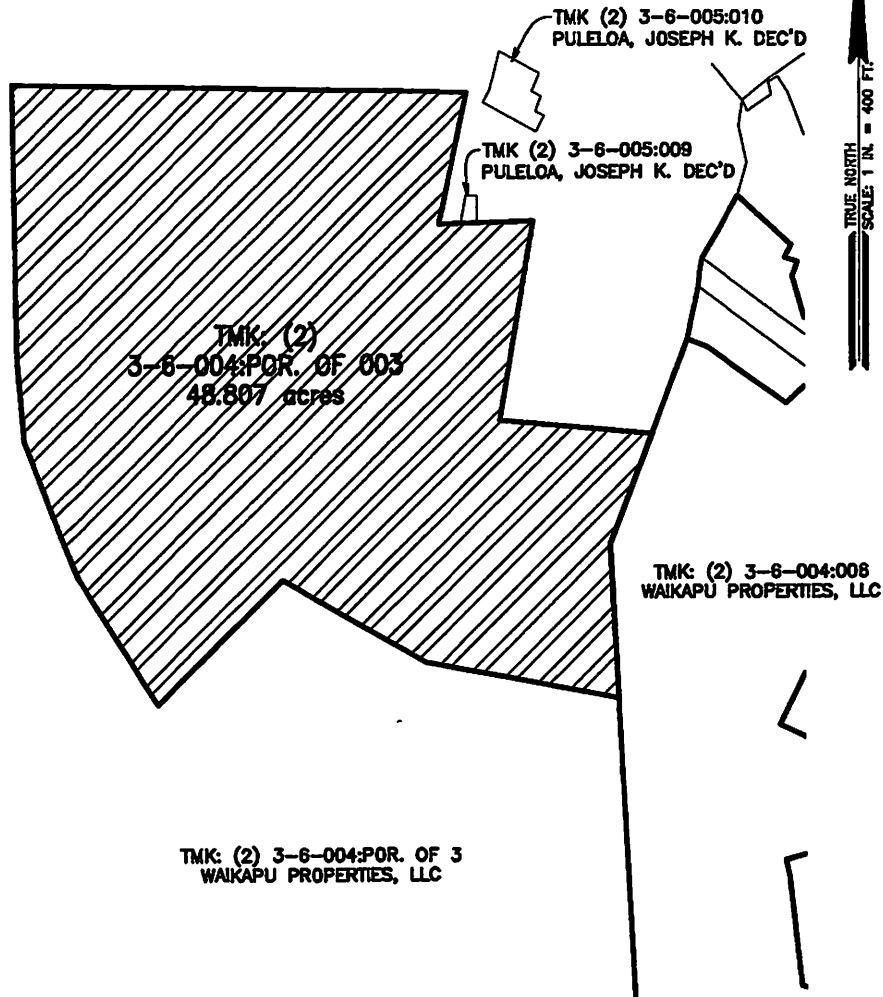 TMK (2) 3-6-005:010
PULELOA, JOSEPH K. DEC'D
TMK (2) 3-6-005:009
PULELOA, JOSEPH K. DEC'D
TRUE NORTH
SCALE: 1 IN. = 400 FT.
TMK: (2)
3-6-004:POR. OF 003
48.807 acres
TMK: (2) 3-6-004:006
WAIKAPU PROPERTIES, LLC
TMK: (2) 3-6-004:POR. OF 3
WAIKAPU PROPERTIES, LLC